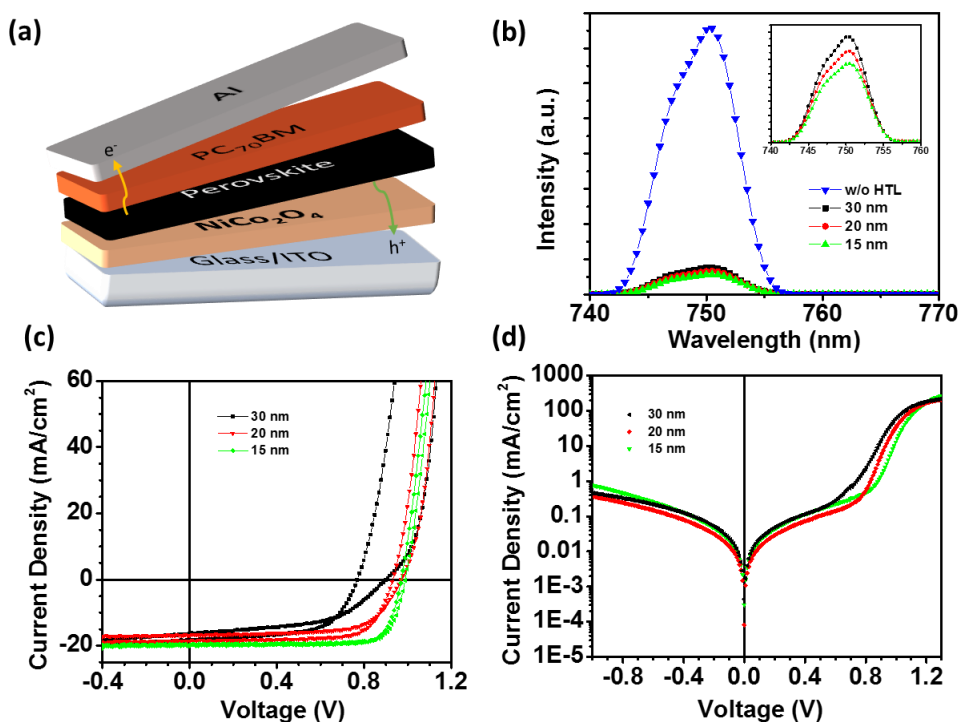 (a)
Al
PC₇₀BM
e⁻
Perovskite
NiCo₂O₄
h⁺
Glass/ITO
(b)
Intensity (a.u.)
w/o HTL
30 nm
20 nm
15 nm
740 745 750 755 760
740 750 760 770
Wavelength (nm)
(c)
Current Density (mA/cm²)
60
40
20
0
-20
30 nm
20 nm
15 nm
-0.4 0.0 0.4 0.8 1.2
Voltage (V)
(d)
Current Density (mA/cm²)
1000
100
10
1
0.1
0.01
1E-3
1E-4
1E-5
30 nm
20 nm
15 nm
-0.8 -0.4 0.0 0.4 0.8 1.2
Voltage (V)